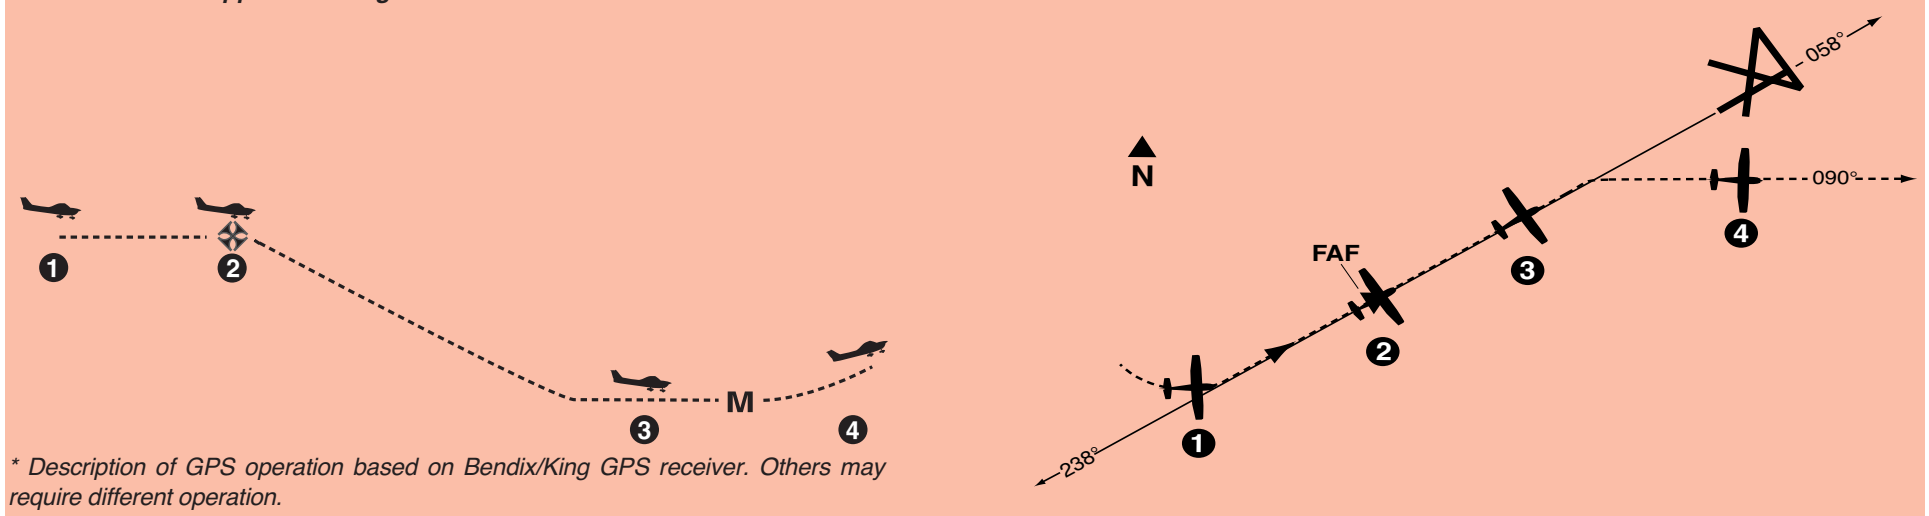 1
2
3
M
4
* Description of GPS operation based on Bendix/King GPS receiver. Others may
require different operation.
058°
N
090°
4
FAF
3
2
1
238°